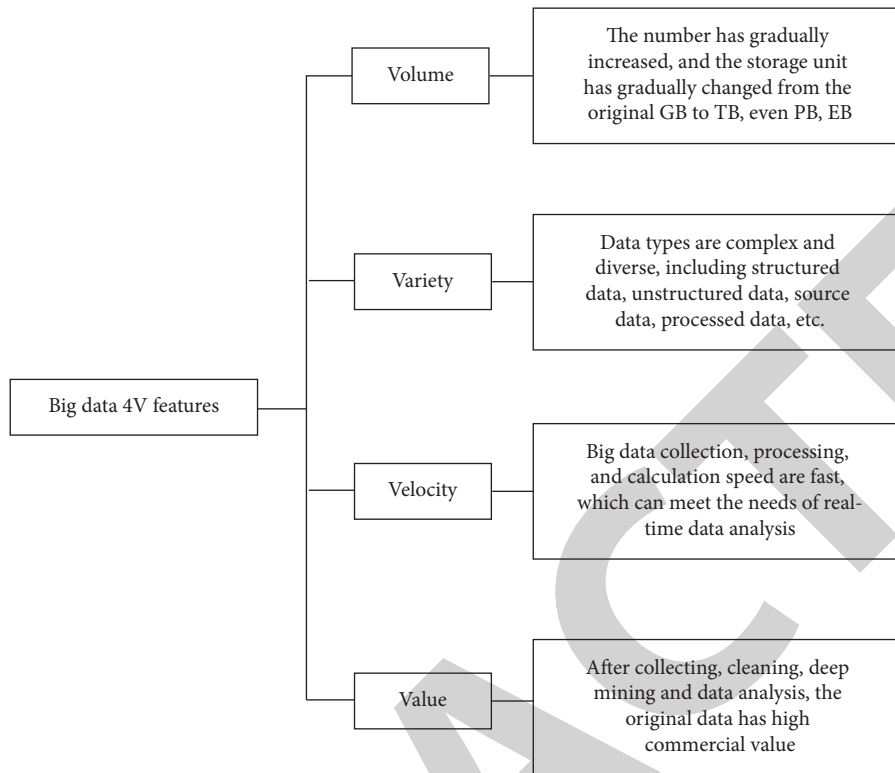 Big data 4V features
Volume
The number has gradually
increased, and the storage unit
has gradually changed from the
original GB to TB, even PB, EB
Variety
Data types are complex and
diverse, including structured
data, unstructured data, source
data, processed data, etc.
Velocity
Big data collection, processing,
and calculation speed are fast,
which can meet the needs of real-
time data analysis
Value
After collecting, cleaning, deep
mining and data analysis, the
original data has high
commercial value